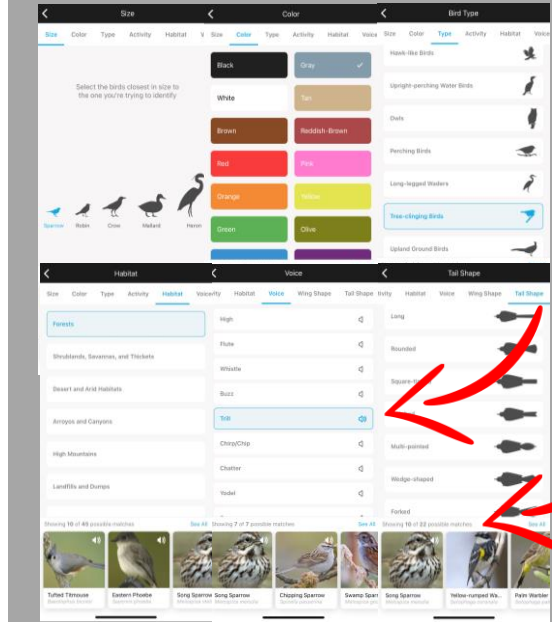 Size
Size Color Type Activity Habitat V
Select the birds closest in size to
the one you're trying to identify
Sparrow Robin Crow Mallard Heron
Color
Size Color Type Activity Habitat Voice
Black Gray
White Tan
Brown Reddish-Brown
Red Pink
Orange Yellow
Green Olive
Bird Type
Size Color Type Activity Habitat Voice
Hawk-like Birds
Upright-perching Water Birds
Owls
Perching Birds
Long-legged Waders
Tree-clinging Birds
Upland Ground Birds
Habitat
Size Color Type Activity Habitat Voice
Forests
Shrublands, Savannas, and Thickets
Desert and Arid Habitats
Arroyos and Canyons
High Mountains
Landfills and Dumps
Showing 10 of 40 possible matches See All
Tufted Titmouse Eastern Phoebe Song Sparrow
Voice
ity Habitat Voice Wing Shape Tail Shape
High
Flute
Whistle
Buzz
Trill
Chirp/Chip
Chatter
Yodel
Showing 7 of 7 possible matches See All
Song Sparrow Chipping Sparrow Swamp Spar
Melospiza melodia
Tail Shape
ivity Habitat Voice Wing Shape Tail Shape
Long
Rounded
Multi-pointed
Wedge-shaped
Forked
Showing 10 of 22 possible matches See All
Song Sparrow Yellow-rumped Wa... Palm Warbler
Melospiza melodia